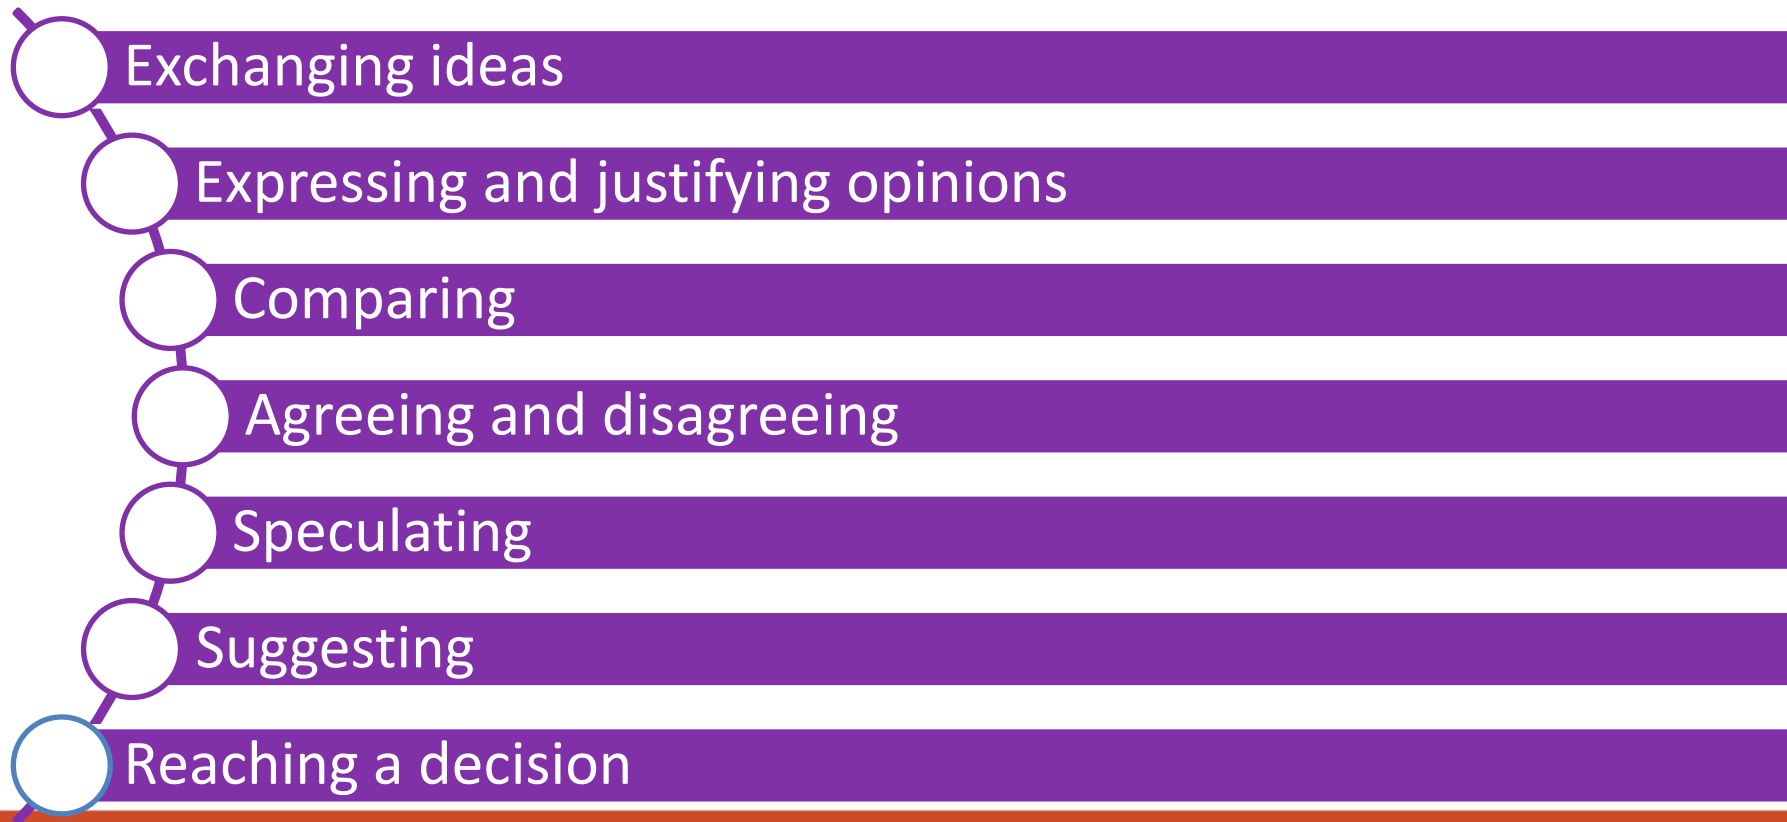 Exchanging ideas
Expressing and justifying opinions
Comparing
Agreeing and disagreeing
Speculating
Suggesting
Reaching a decision